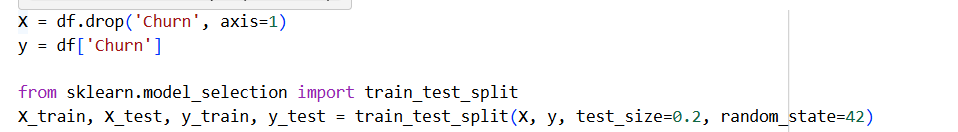 X = df.drop('Churn', axis=1)
y = df['Churn']
from sklearn.model_selection import train_test_split
X_train, X_test, y_train, y_test = train_test_split(X, y, test_size=0.2, random_state=42)